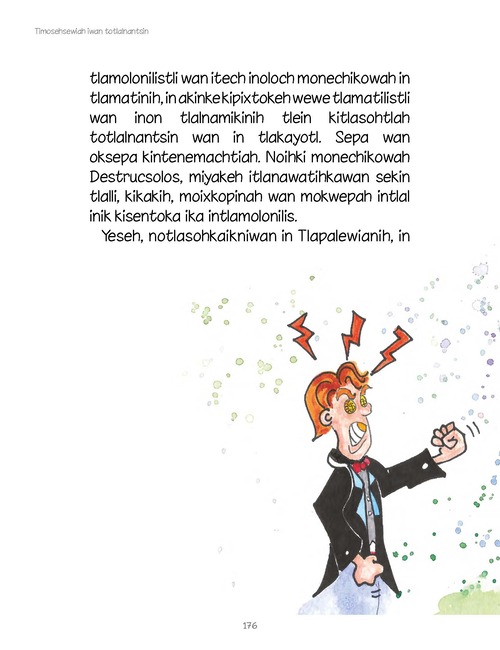 Timosehsewiah iwan totlalnantsin
tlamolonilistli wan itech inoloch monechikowah in
tlamatinih, in akinke kipixtokeh wewe tlamatilistli
wan inon tlalnamikinih tlein kitlasohtlah
totlalnantsin wan in tlakayotl. Sepa wan
oksepa kintenemachtiah. Noihki monechikowah
Destrucsolos, miyakeh itlanawatihkawan sekin
tlalli, kikakih, moixkopinah wan mokwepah intlal
inik kisentoka ika intlamolonilis.
Yeseh, notlasohkaikniwan in Tlapalewianih, in
176